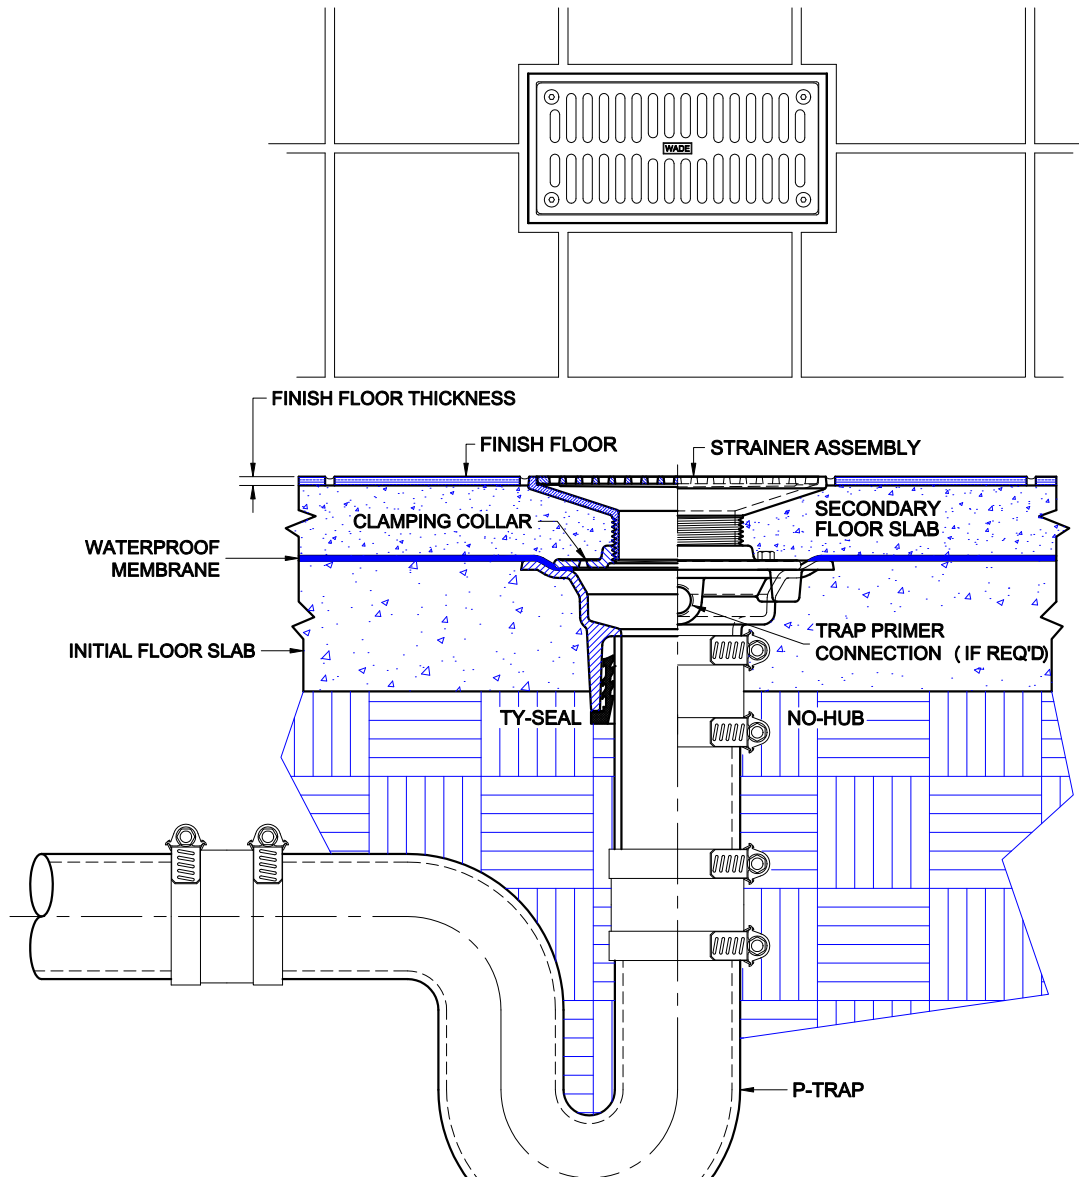 WADE
FINISH FLOOR THICKNESS
FINISH FLOOR
STRAINER ASSEMBLY
SECONDARY
FLOOR SLAB
CLAMPING COLLAR
WATERPROOF
MEMBRANE
TRAP PRIMER
CONNECTION (IF REQ'D)
INITIAL FLOOR SLAB
TY-SEAL
NO-HUB
P-TRAP